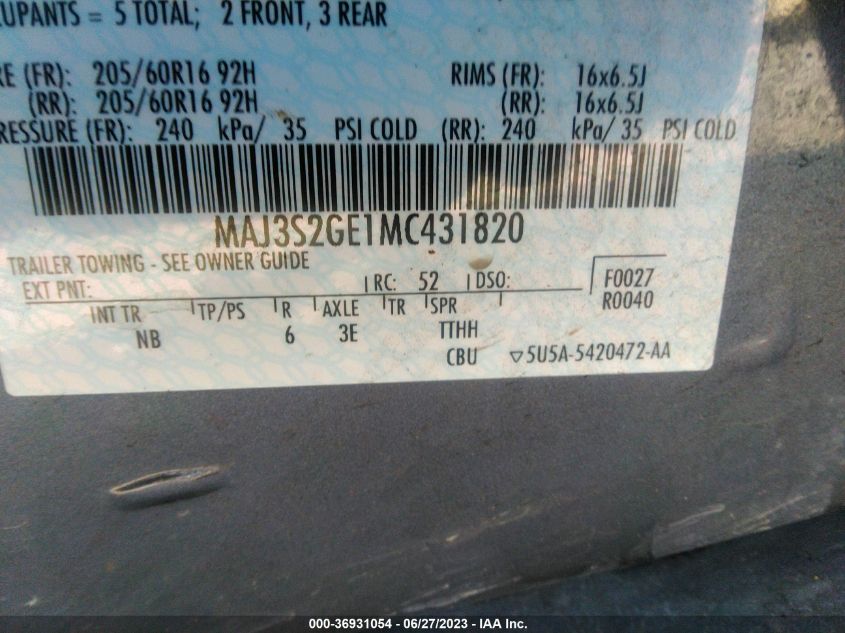 UPANTS = 5 TOTAL; 2 FRONT, 3 REAR
RE (FR): 205/60R16 92H RIMS (FR): 16x6.5J
(RR): 205/60R16 92H (RR): 16x6.5J
RESSURE (FR): 240 kPa/ 35 PSI COLD (RR): 240 kPa/ 35 PSI COLD
MAJ3S2GE1MC431820
TRAILER TOWING - SEE OWNER GUIDE
EXT PNT: RC: 52 DSO: F0027
R0040
INT TR TP/PS R AXLE TR SPR
NB 6 3E TTHH
CBU ▽5U5A-5420472-AA
000-36931054 - 06/27/2023 - IAA Inc.